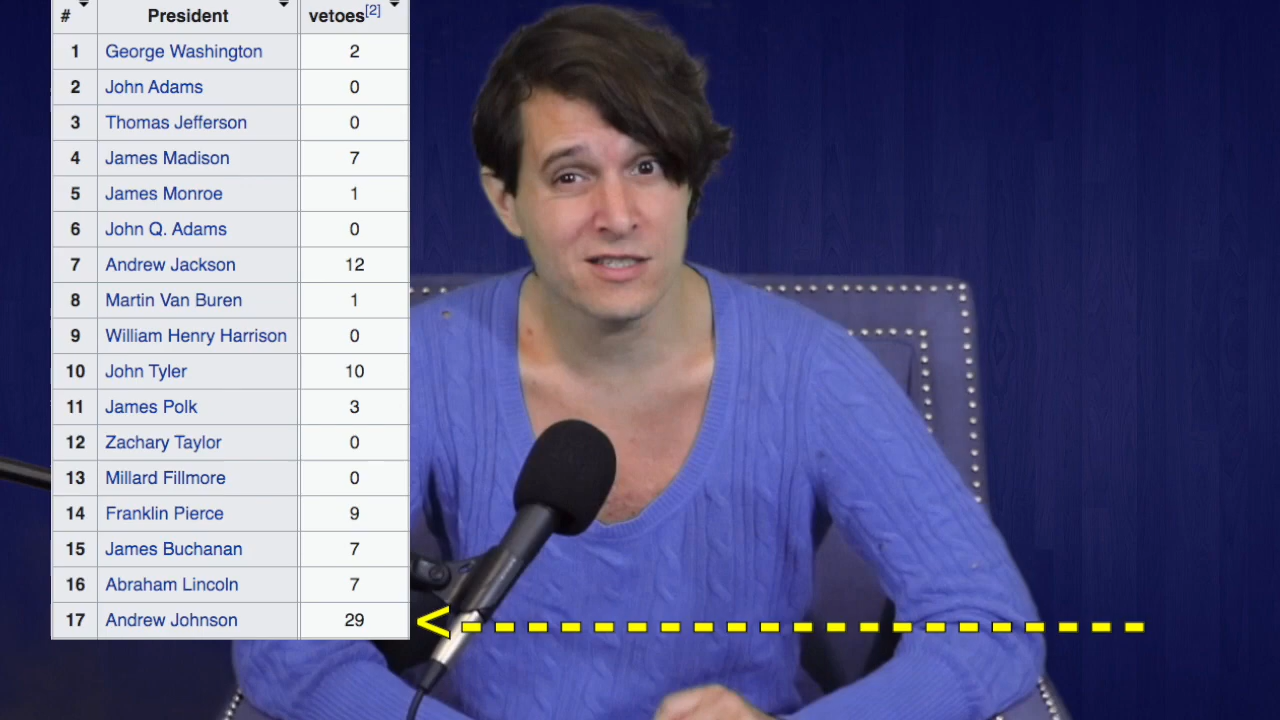 # President vetoes[2]
1 George Washington 2
2 John Adams 0
3 Thomas Jefferson 0
4 James Madison 7
5 James Monroe 1
6 John Q. Adams 0
7 Andrew Jackson 12
8 Martin Van Buren 1
9 William Henry Harrison 0
10 John Tyler 10
11 James Polk 3
12 Zachary Taylor 0
13 Millard Fillmore 0
14 Franklin Pierce 9
15 James Buchanan 7
16 Abraham Lincoln 7
17 Andrew Johnson 29